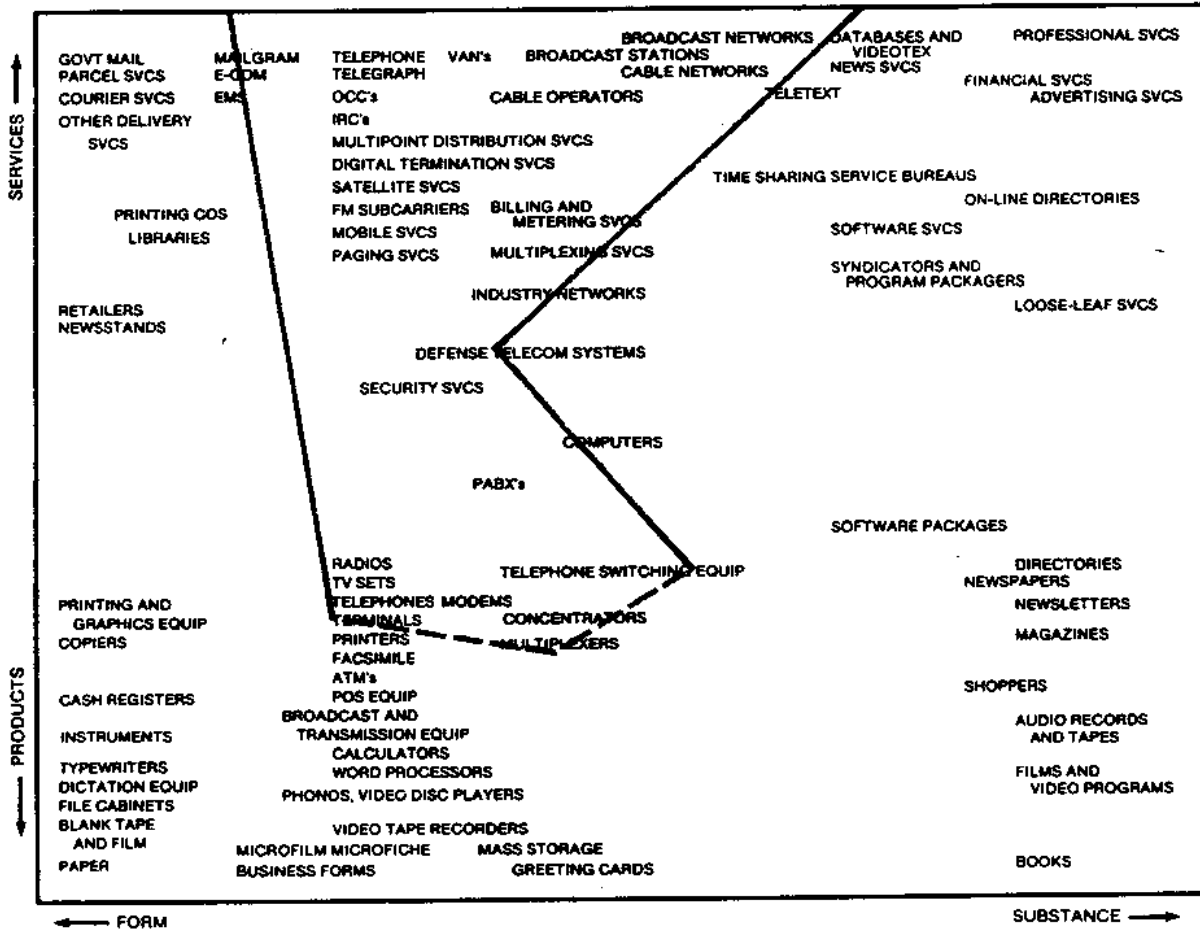 BROADCAST NETWORKS
DATABASES AND
VIDEOTEX
PROFESSIONAL SVCS
GOVT MAIL
MAILGRAM
TELEPHONE
VAN's
BROADCAST STATIONS
NEWS SVCS
PARCEL SVCS
E-COM
TELEGRAPH
CABLE NETWORKS
FINANCIAL SVCS
COURIER SVCS
EMS
OCC's
CABLE OPERATORS
TELETEXT
ADVERTISING SVCS
OTHER DELIVERY
SVCS
IRC's
MULTIPOINT DISTRIBUTION SVCS
DIGITAL TERMINATION SVCS
TIME SHARING SERVICE BUREAUS
SATELLITE SVCS
ON-LINE DIRECTORIES
PRINTING COS
FM SUBCARRIERS
BILLING AND
METERING SVCS
LIBRARIES
MOBILE SVCS
SOFTWARE SVCS
PAGING SVCS
MULTIPLEXING SVCS
SYNDICATORS AND
PROGRAM PACKAGERS
INDUSTRY NETWORKS
LOOSE-LEAF SVCS
RETAILERS
NEWSSTANDS
DEFENSE TELECOM SYSTEMS
SECURITY SVCS
COMPUTERS
PABX's
SOFTWARE PACKAGES
RADIOS
TELEPHONE SWITCHING EQUIP
DIRECTORIES
TV SETS
NEWSPAPERS
PRINTING AND
GRAPHICS EQUIP
TELEPHONES MODEMS
NEWSLETTERS
TERMINALS
CONCENTRATORS
COPIERS
PRINTERS
MULTIPLEXERS
MAGAZINES
FACSIMILE
ATM's
SHOPPERS
CASH REGISTERS
POS EQUIP
BROADCAST AND
TRANSMISSION EQUIP
AUDIO RECORDS
AND TAPES
INSTRUMENTS
CALCULATORS
TYPEWRITERS
WORD PROCESSORS
FILMS AND
VIDEO PROGRAMS
DICTATION EQUIP
PHONOS, VIDEO DISC PLAYERS
FILE CABINETS
BLANK TAPE
AND FILM
VIDEO TAPE RECORDERS
MICROFILM MICROFICHE
MASS STORAGE
PAPER
BUSINESS FORMS
GREETING CARDS
BOOKS
SERVICES
PRODUCTS
FORM
SUBSTANCE